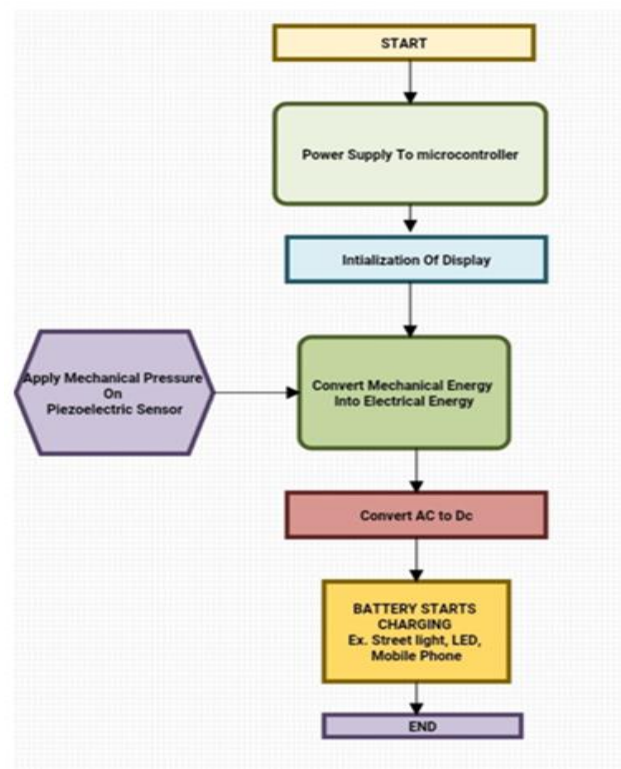 START
Power Supply To microcontroller
Intialization Of Display
Apply Mechanical Pressure
On
Piezoelectric Sensor
Convert Mechanical Energy
Into Electrical Energy
Convert AC to Dc
BATTERY STARTS
CHARGING
Ex. Street light, LED,
Mobile Phone
END